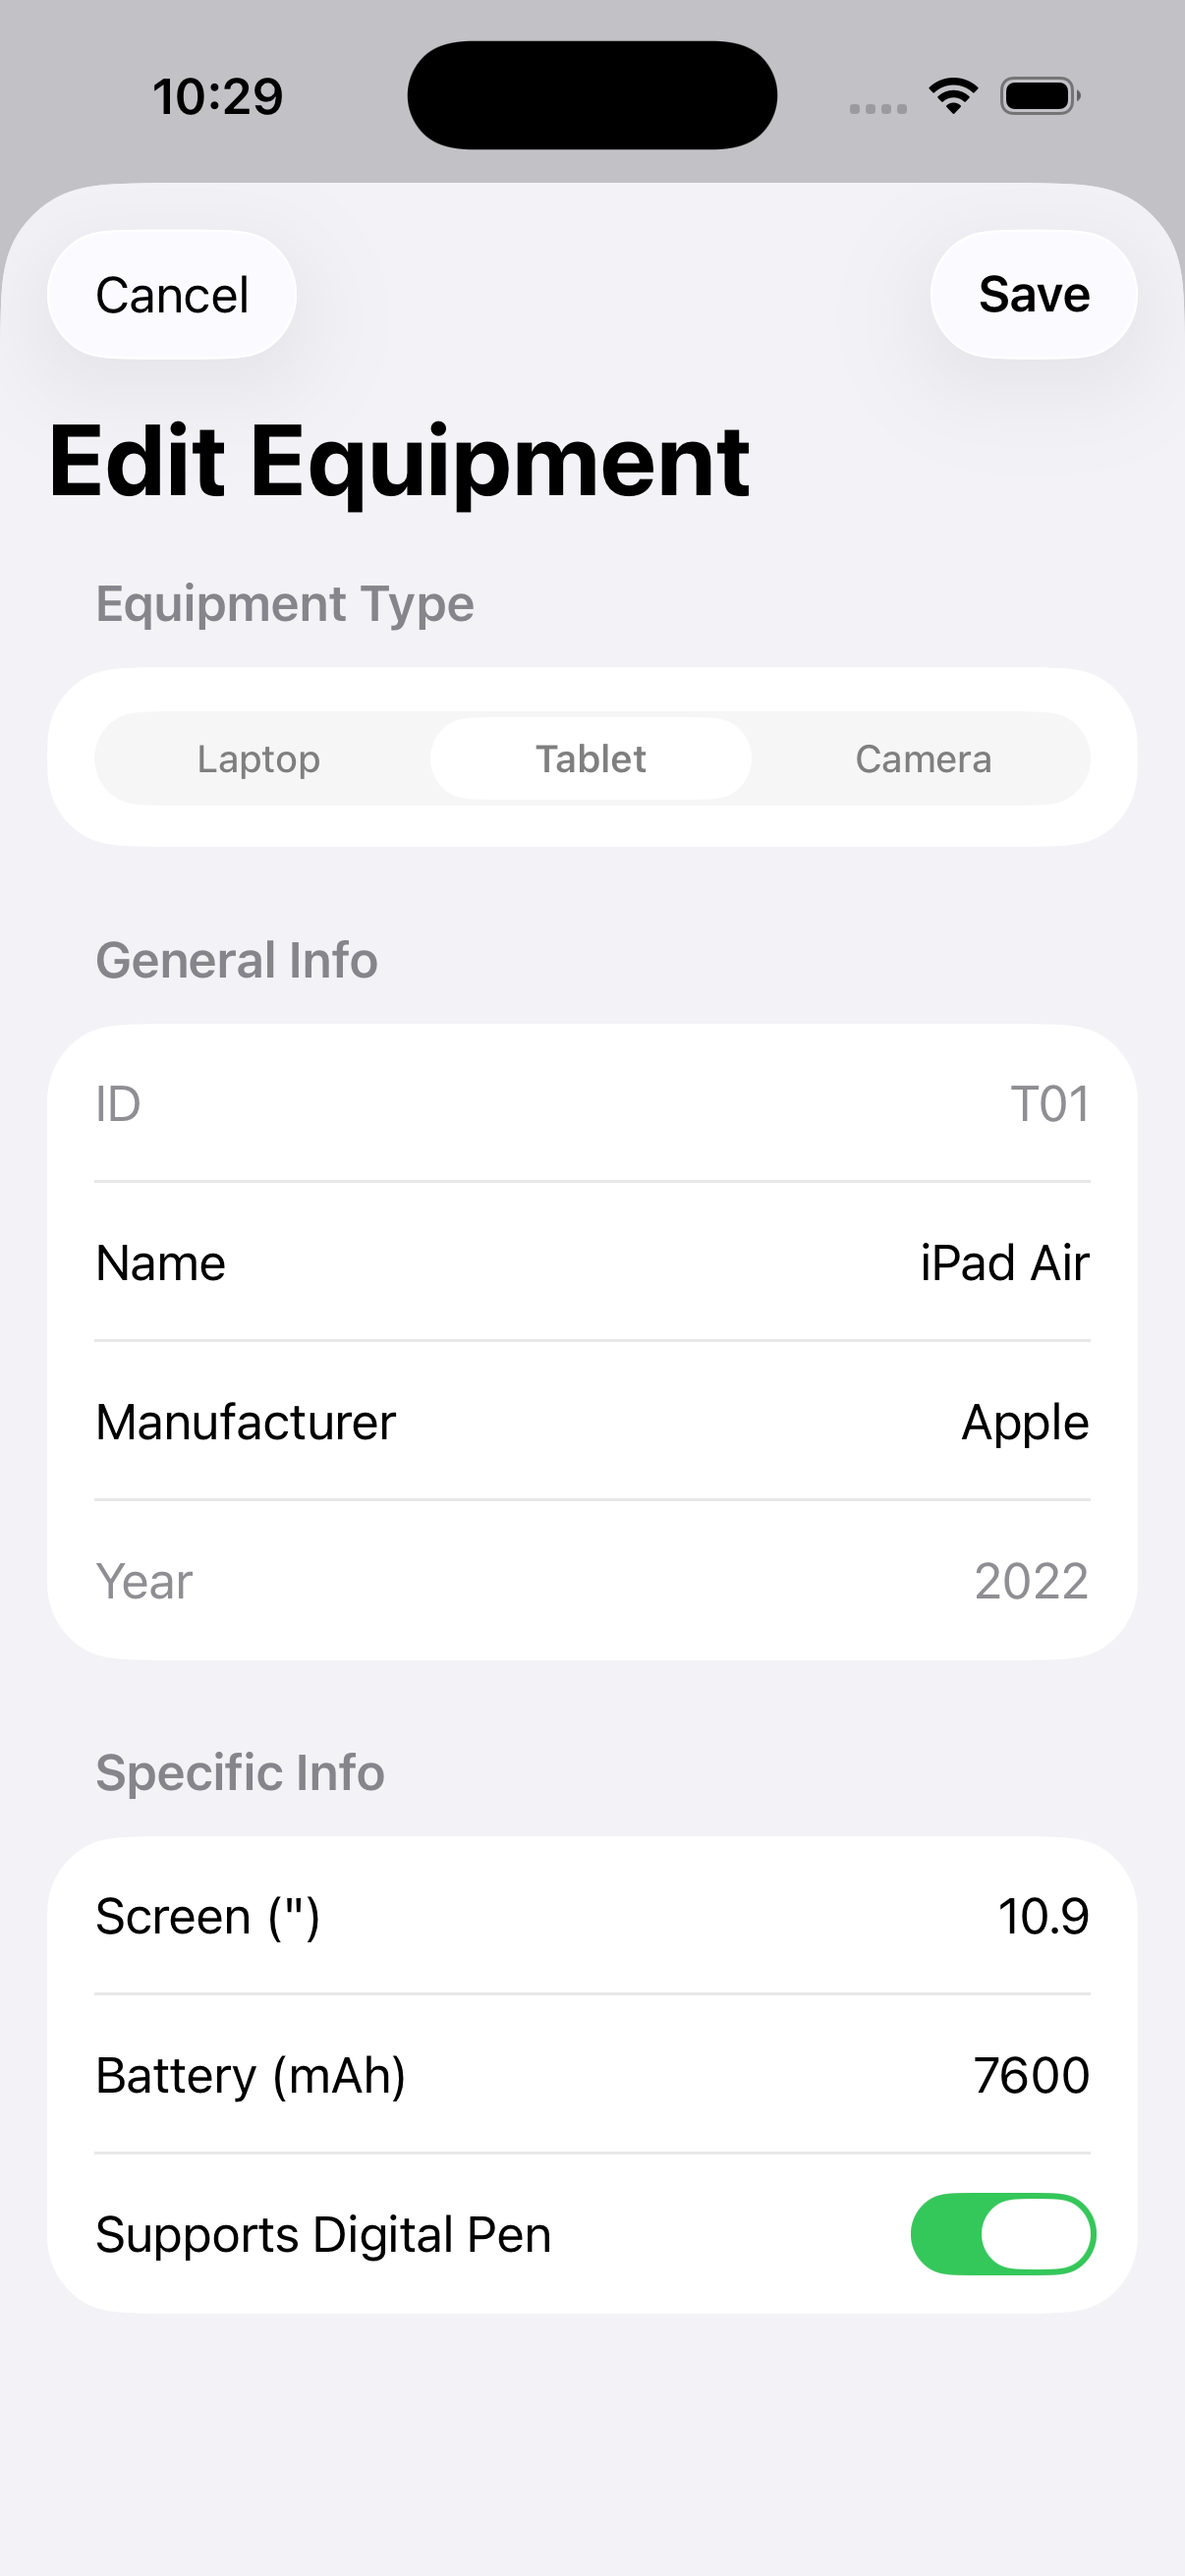 10:29
Cancel Save
Edit Equipment
Equipment Type
Laptop Tablet Camera
General Info
ID T01
Name iPad Air
Manufacturer Apple
Year 2022
Specific Info
Screen (") 10.9
Battery (mAh) 7600
Supports Digital Pen